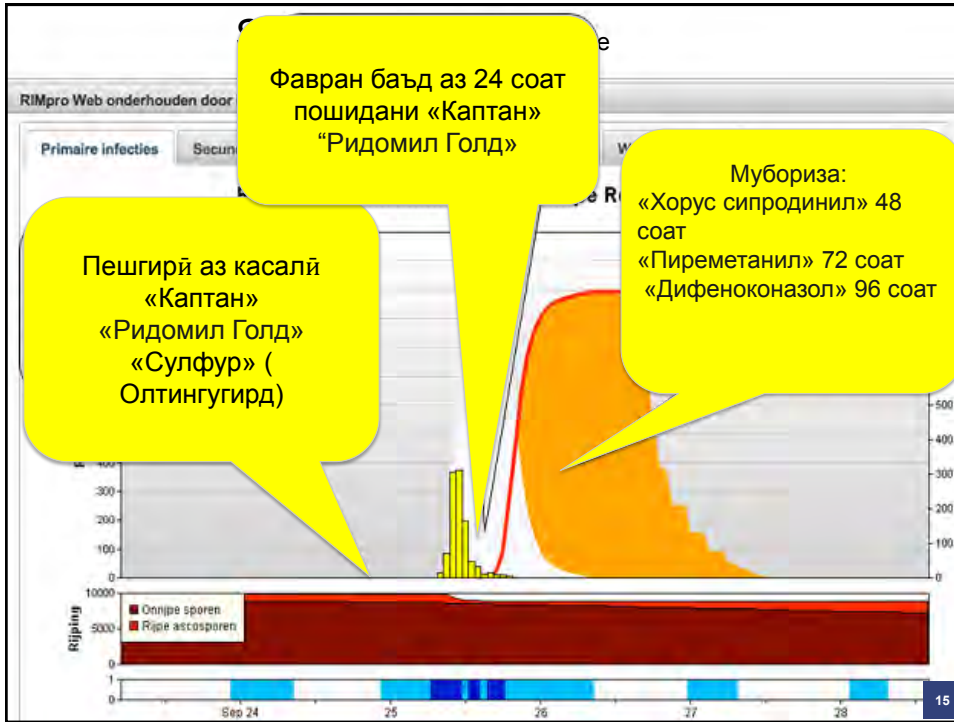 Фавран баъд аз 24 соат
пошидани «Каптан»
“Ридомил Голд»
RIMpro Web onderhouden door
Primaire infecties
Мубориза:
«Хорус сипродинил» 48
соат
«Пиреметанил» 72 соат
«Дифеноконазол» 96 соат
Пешгирӣ аз касалӣ
«Каптан»
«Ридомил Голд»
«Сулфур» (
Олтингугирд)
500
400
300
200
100
0
400
300
200
100
0
Rijping
10000
5000
0
Onrijpe sporen
Rijpe ascosporen
1
0
Sep 24
25
26
27
28
15